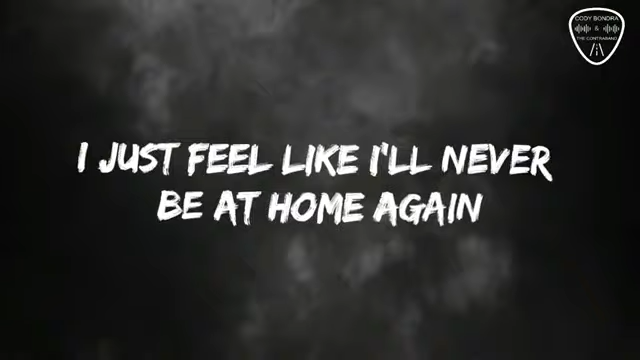 CODY BONDRA
&
THE CONTRABAND
I JUST FEEL LIKE I'LL NEVER
BE AT HOME AGAIN